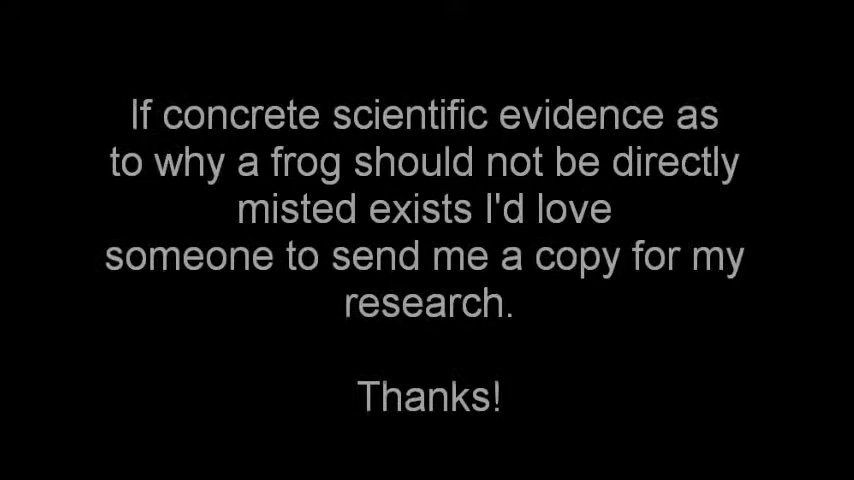 If concrete scientific evidence as
to why a frog should not be directly
misted exists I'd love
someone to send me a copy for my
research.
Thanks!